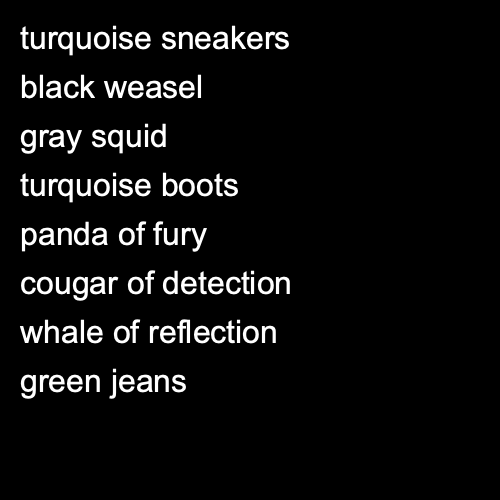 turquoise sneakers
black weasel
gray squid
turquoise boots
panda of fury
cougar of detection
whale of reflection
green jeans